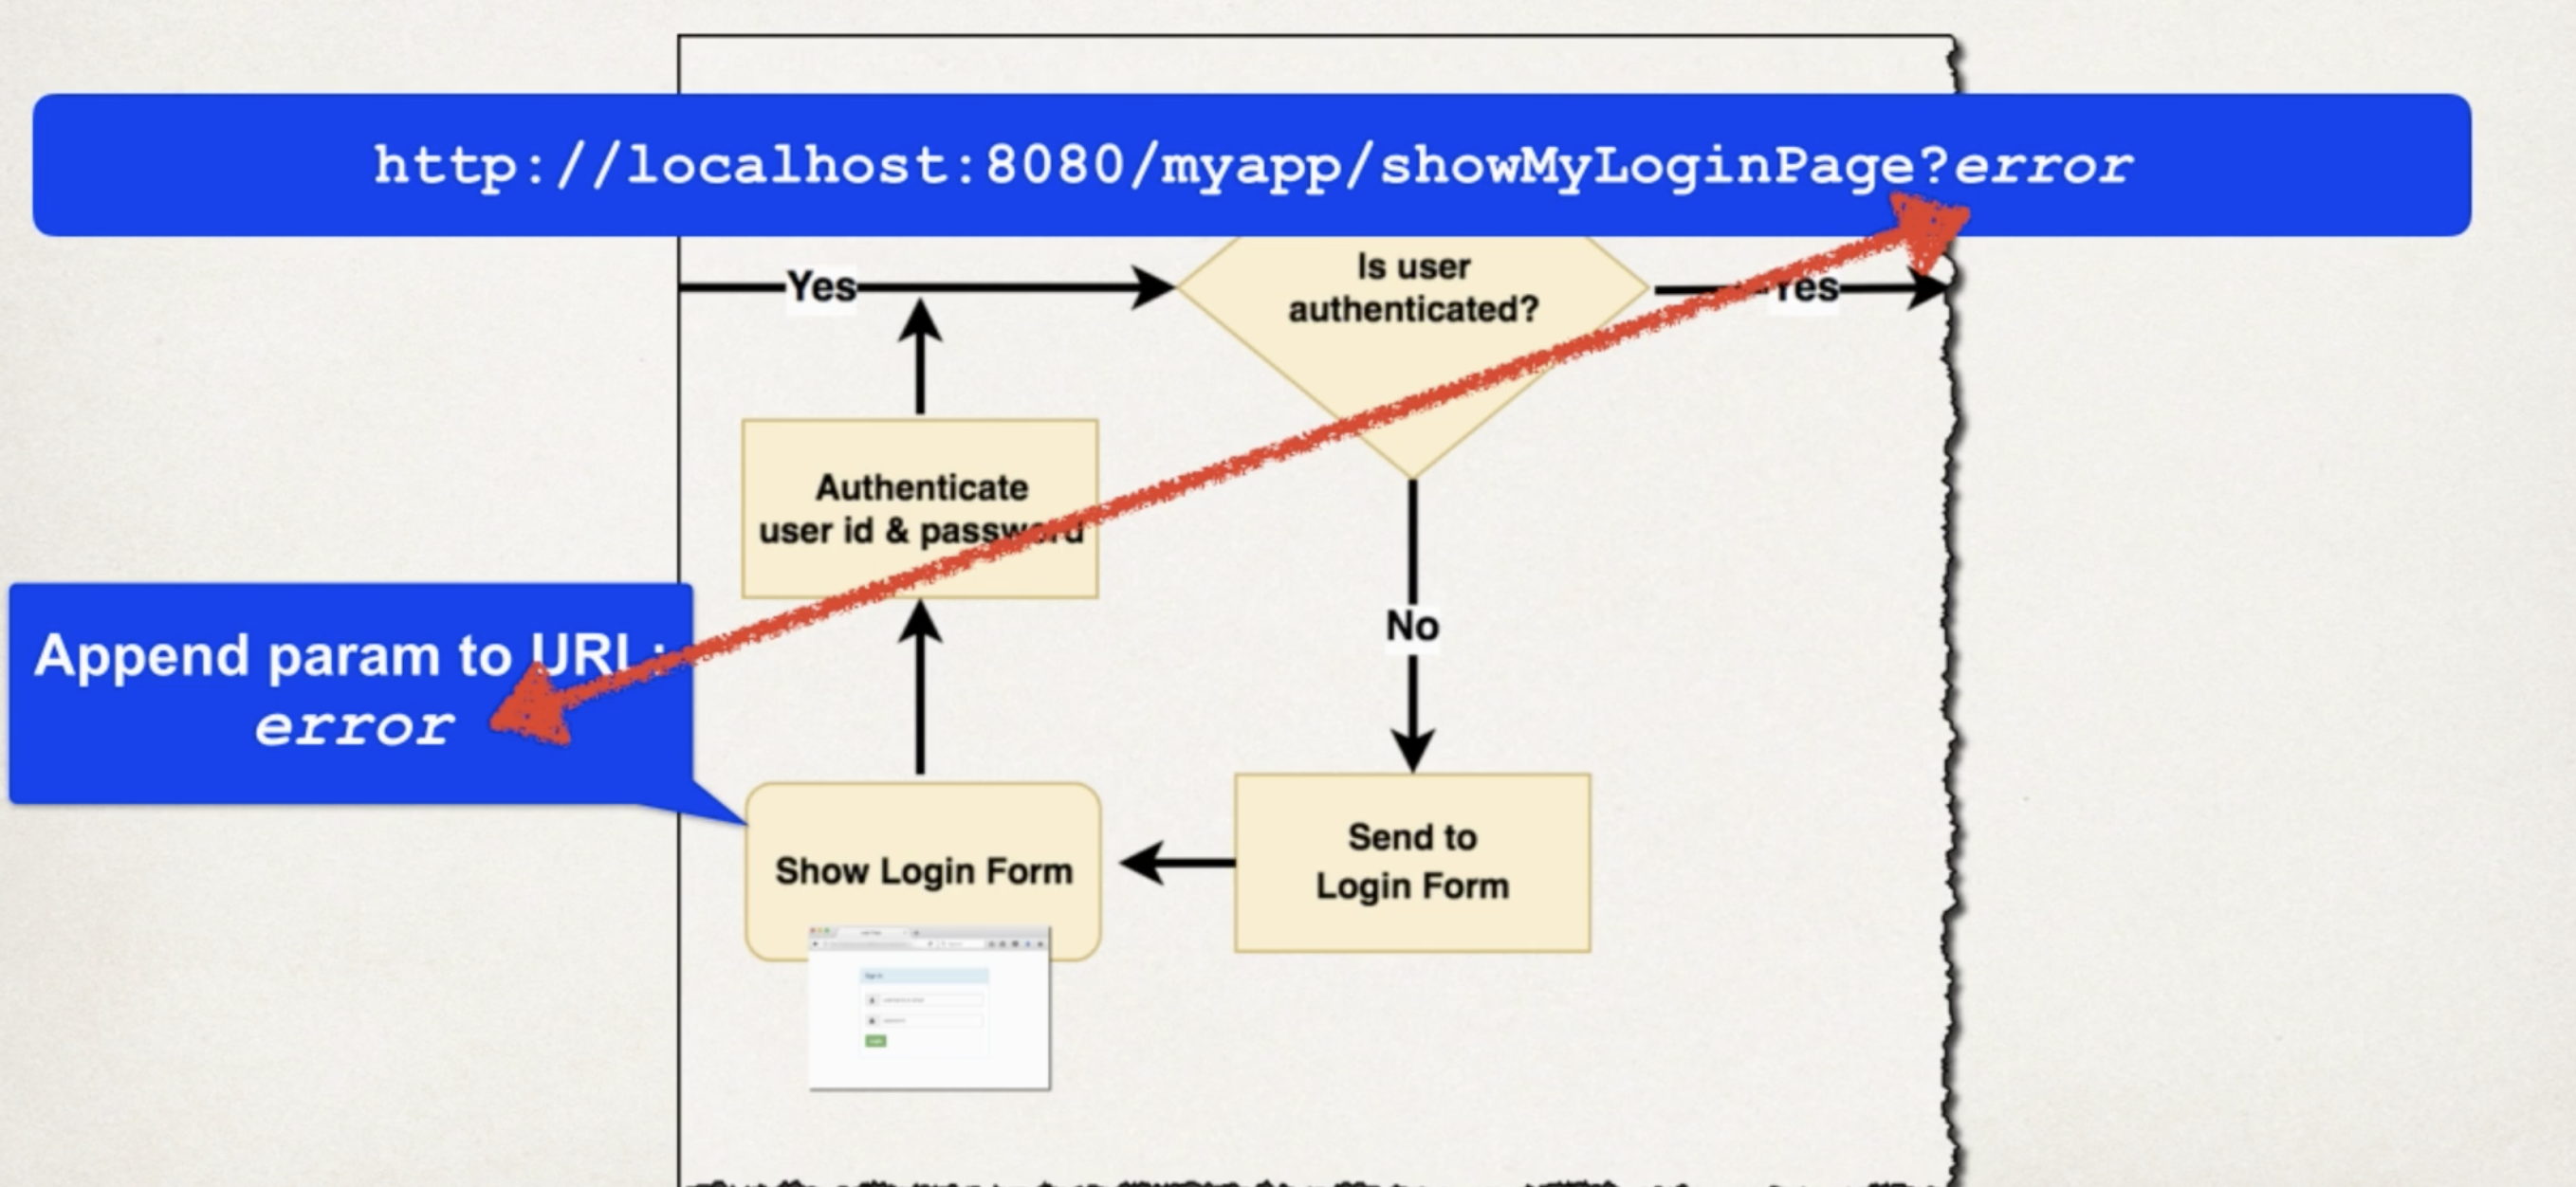 http://localhost:8080/myapp/showMyLoginPage?error
Yes
Is user
authenticated?
Yes
Authenticate
user id & password
Append param to URL:
error
No
Show Login Form
Send to
Login Form